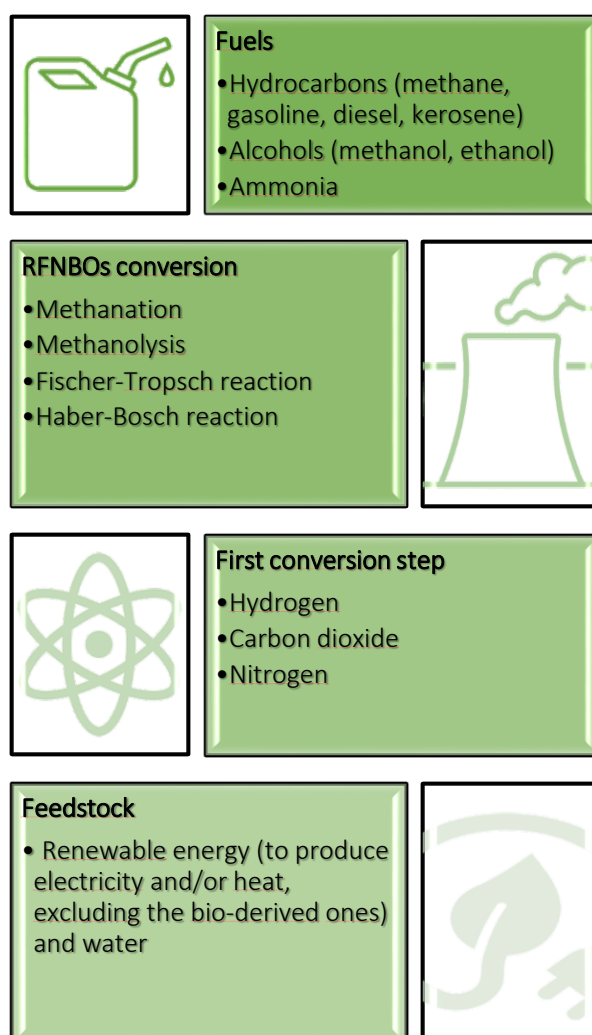 Fuels
•Hydrocarbons (methane,
gasoline, diesel, kerosene)
•Alcohols (methanol, ethanol)
•Ammonia
RFNBOs conversion
•Methanation
•Methanolysis
•Fischer-Tropsch reaction
•Haber-Bosch reaction
First conversion step
•Hydrogen
•Carbon dioxide
•Nitrogen
Feedstock
• Renewable energy (to produce
electricity and/or heat,
excluding the bio-derived ones)
and water